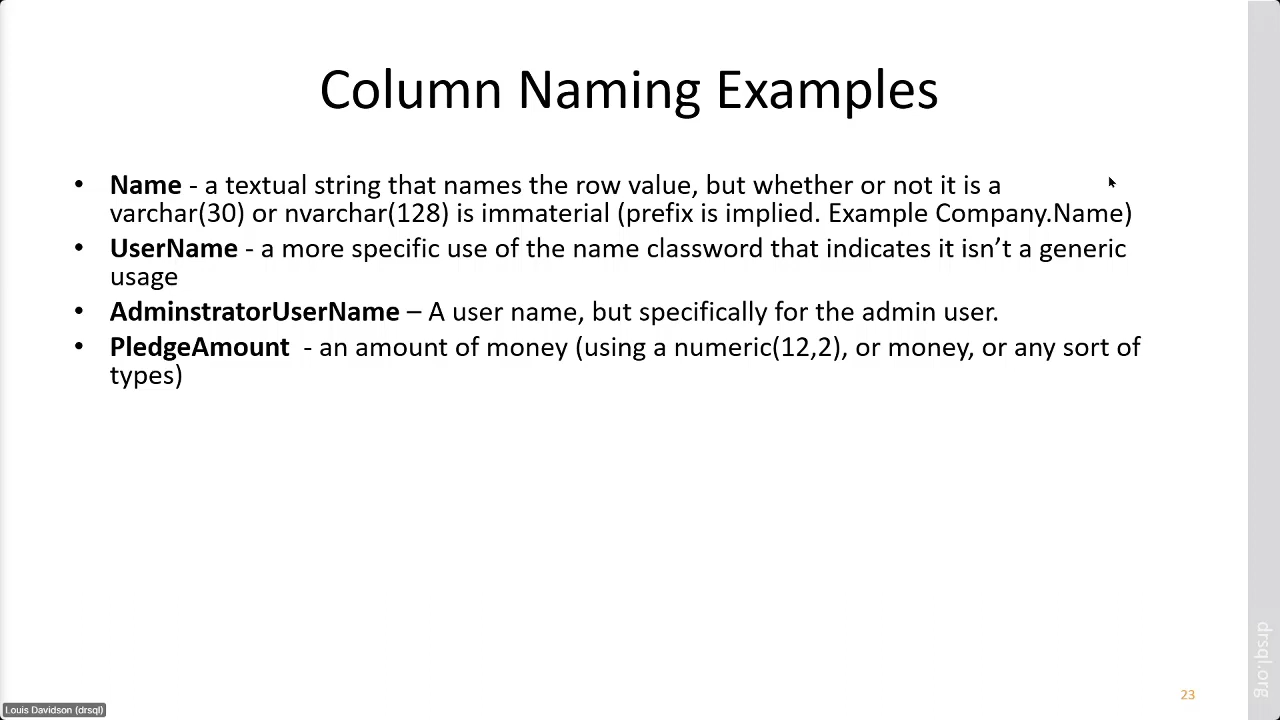 Column Naming Examples
• Name - a textual string that names the row value, but whether or not it is a
varchar(30) or nvarchar(128) is immaterial (prefix is implied. Example Company.Name)
• UserName - a more specific use of the name classword that indicates it isn’t a generic
usage
• AdminstratorUserName – A user name, but specifically for the admin user.
• PledgeAmount - an amount of money (using a numeric(12,2), or money, or any sort of
types)
drsql.org
23
Louis Davidson (drsql)